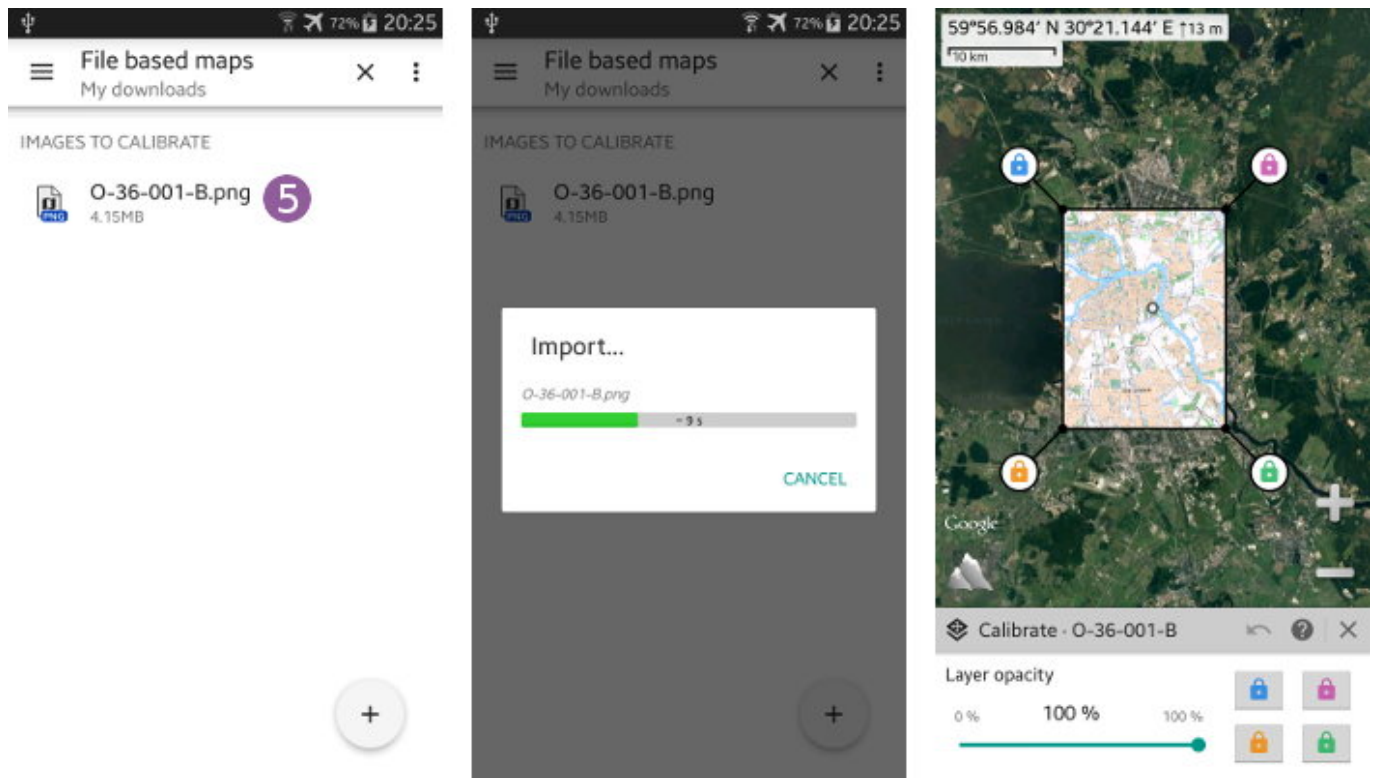 72% 20:25
File based maps
My downloads
IMAGES TO CALIBRATE
O-36-001-B.png 5
PNG
4.15MB
+
72% 20:25
File based maps
My downloads
IMAGES TO CALIBRATE
O-36-001-B.png
PNG
4.15MB
Import...
O-36-001-B.png
~ 9 s
CANCEL
+
59°56.984′ N 30°21.144′ E ↑13 m
10 km
Google
Calibrate · O-36-001-B
Layer opacity
0 % 100 % 100 %